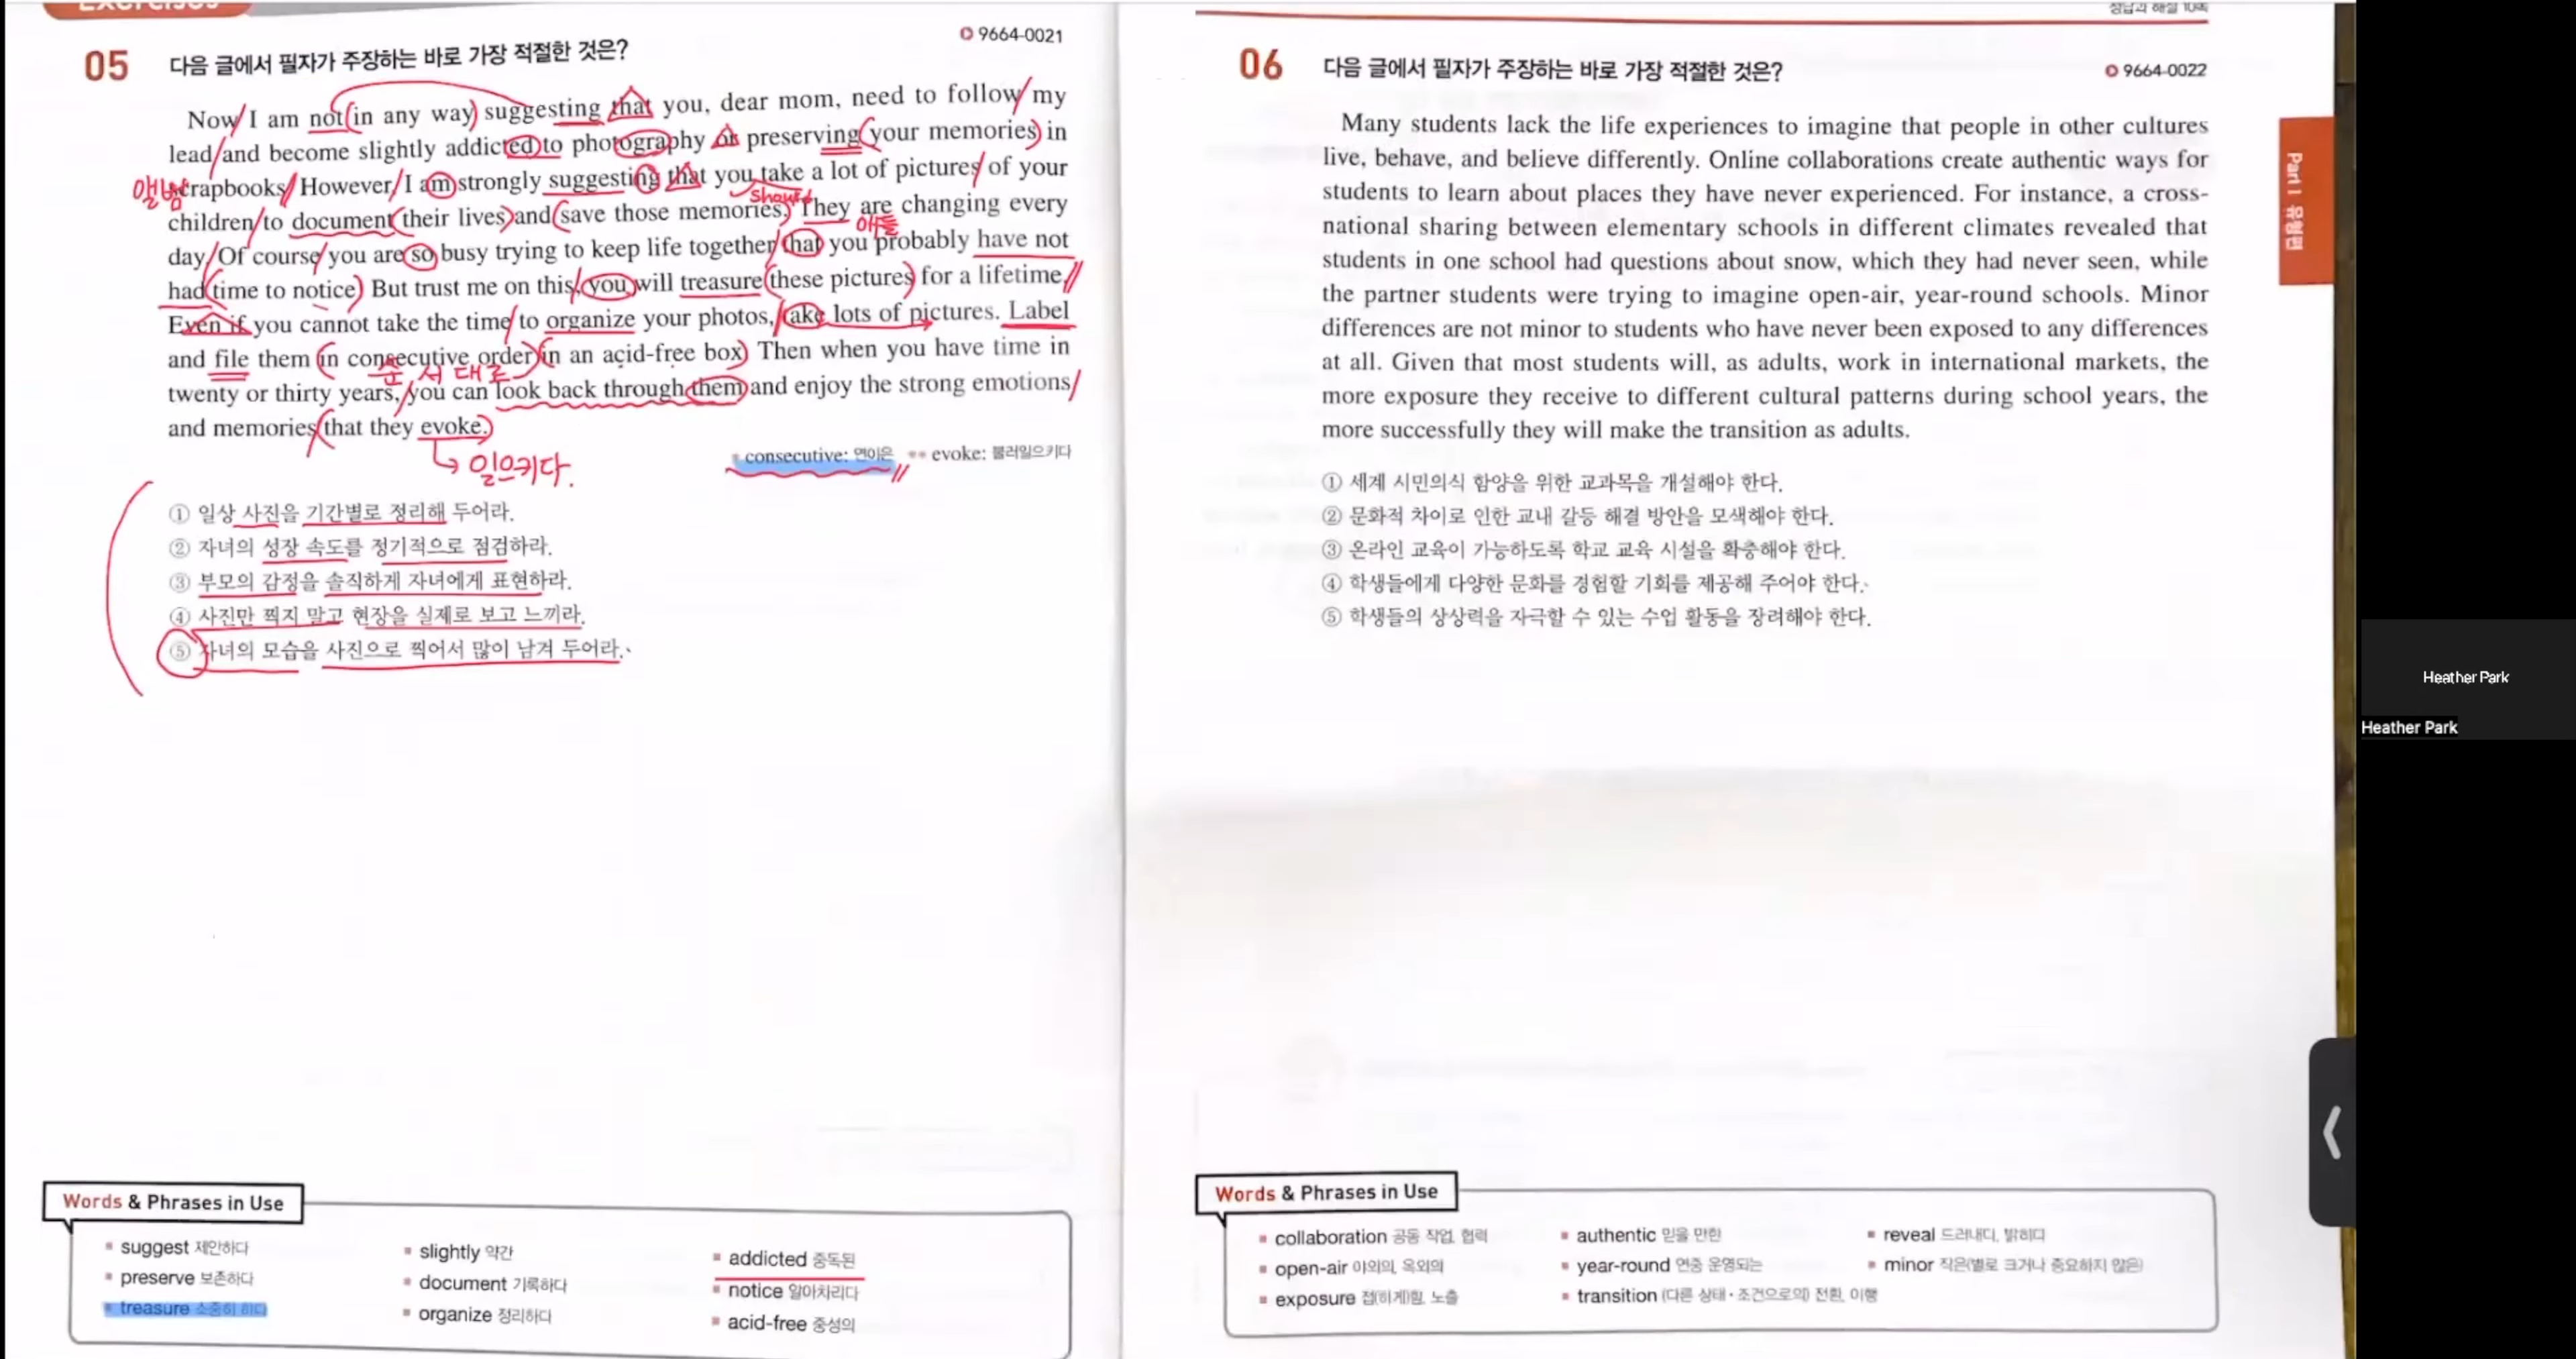 Exercises
05 다음 글에서 필자가 주장하는 바로 가장 적절한 것은? 9664-0021
Now I am not in any way suggesting that you, dear mom, need to follow my
lead and become slightly addicted to photography or preserving your memories in
앨범 scrapbooks. However, I am strongly suggesting that you take a lot of pictures of your
should
children to document their lives and save those memories. They are changing every
애들
day. Of course you are so busy trying to keep life together that you probably have not
had time to notice. But trust me on this, you will treasure these pictures for a lifetime.
Even if you cannot take the time to organize your photos, take lots of pictures. Label
and file them in consecutive order in an acid-free box. Then when you have time in
순서대로
twenty or thirty years, you can look back through them and enjoy the strong emotions
and memories that they evoke.
일으키다.
* consecutive: 연이은 ** evoke: 불러일으키다
① 일상 사진을 기간별로 정리해 두어라.
② 자녀의 성장 속도를 정기적으로 점검하라.
③ 부모의 감정을 솔직하게 자녀에게 표현하라.
④ 사진만 찍지 말고 현장을 실제로 보고 느끼라.
⑤ 자녀의 모습을 사진으로 찍어서 많이 남겨 두어라.
Words & Phrases in Use
suggest 제안하다 slightly 약간 addicted 중독된
preserve 보존하다 document 기록하다 notice 알아차리다
treasure 소중히 하다 organize 정리하다 acid-free 중성의
정답과 해설 10쪽
06 다음 글에서 필자가 주장하는 바로 가장 적절한 것은? 9664-0022
Many students lack the life experiences to imagine that people in other cultures
live, behave, and believe differently. Online collaborations create authentic ways for
students to learn about places they have never experienced. For instance, a cross-
national sharing between elementary schools in different climates revealed that
students in one school had questions about snow, which they had never seen, while
the partner students were trying to imagine open-air, year-round schools. Minor
differences are not minor to students who have never been exposed to any differences
at all. Given that most students will, as adults, work in international markets, the
more exposure they receive to different cultural patterns during school years, the
more successfully they will make the transition as adults.
① 세계 시민의식 함양을 위한 교과목을 개설해야 한다.
② 문화적 차이로 인한 교내 갈등 해결 방안을 모색해야 한다.
③ 온라인 교육이 가능하도록 학교 교육 시설을 확충해야 한다.
④ 학생들에게 다양한 문화를 경험할 기회를 제공해 주어야 한다.
⑤ 학생들의 상상력을 자극할 수 있는 수업 활동을 장려해야 한다.
Words & Phrases in Use
collaboration 공동 작업, 협력 authentic 믿을 만한 reveal 드러내다, 밝히다
open-air 야외의, 옥외의 year-round 연중 운영되는 minor 작은(별로 크거나 중요하지 않은)
exposure 접(하게)함, 노출 transition (다른 상태·조건으로의) 전환, 이행
Part 1 유형편
Heather Park
Heather Park